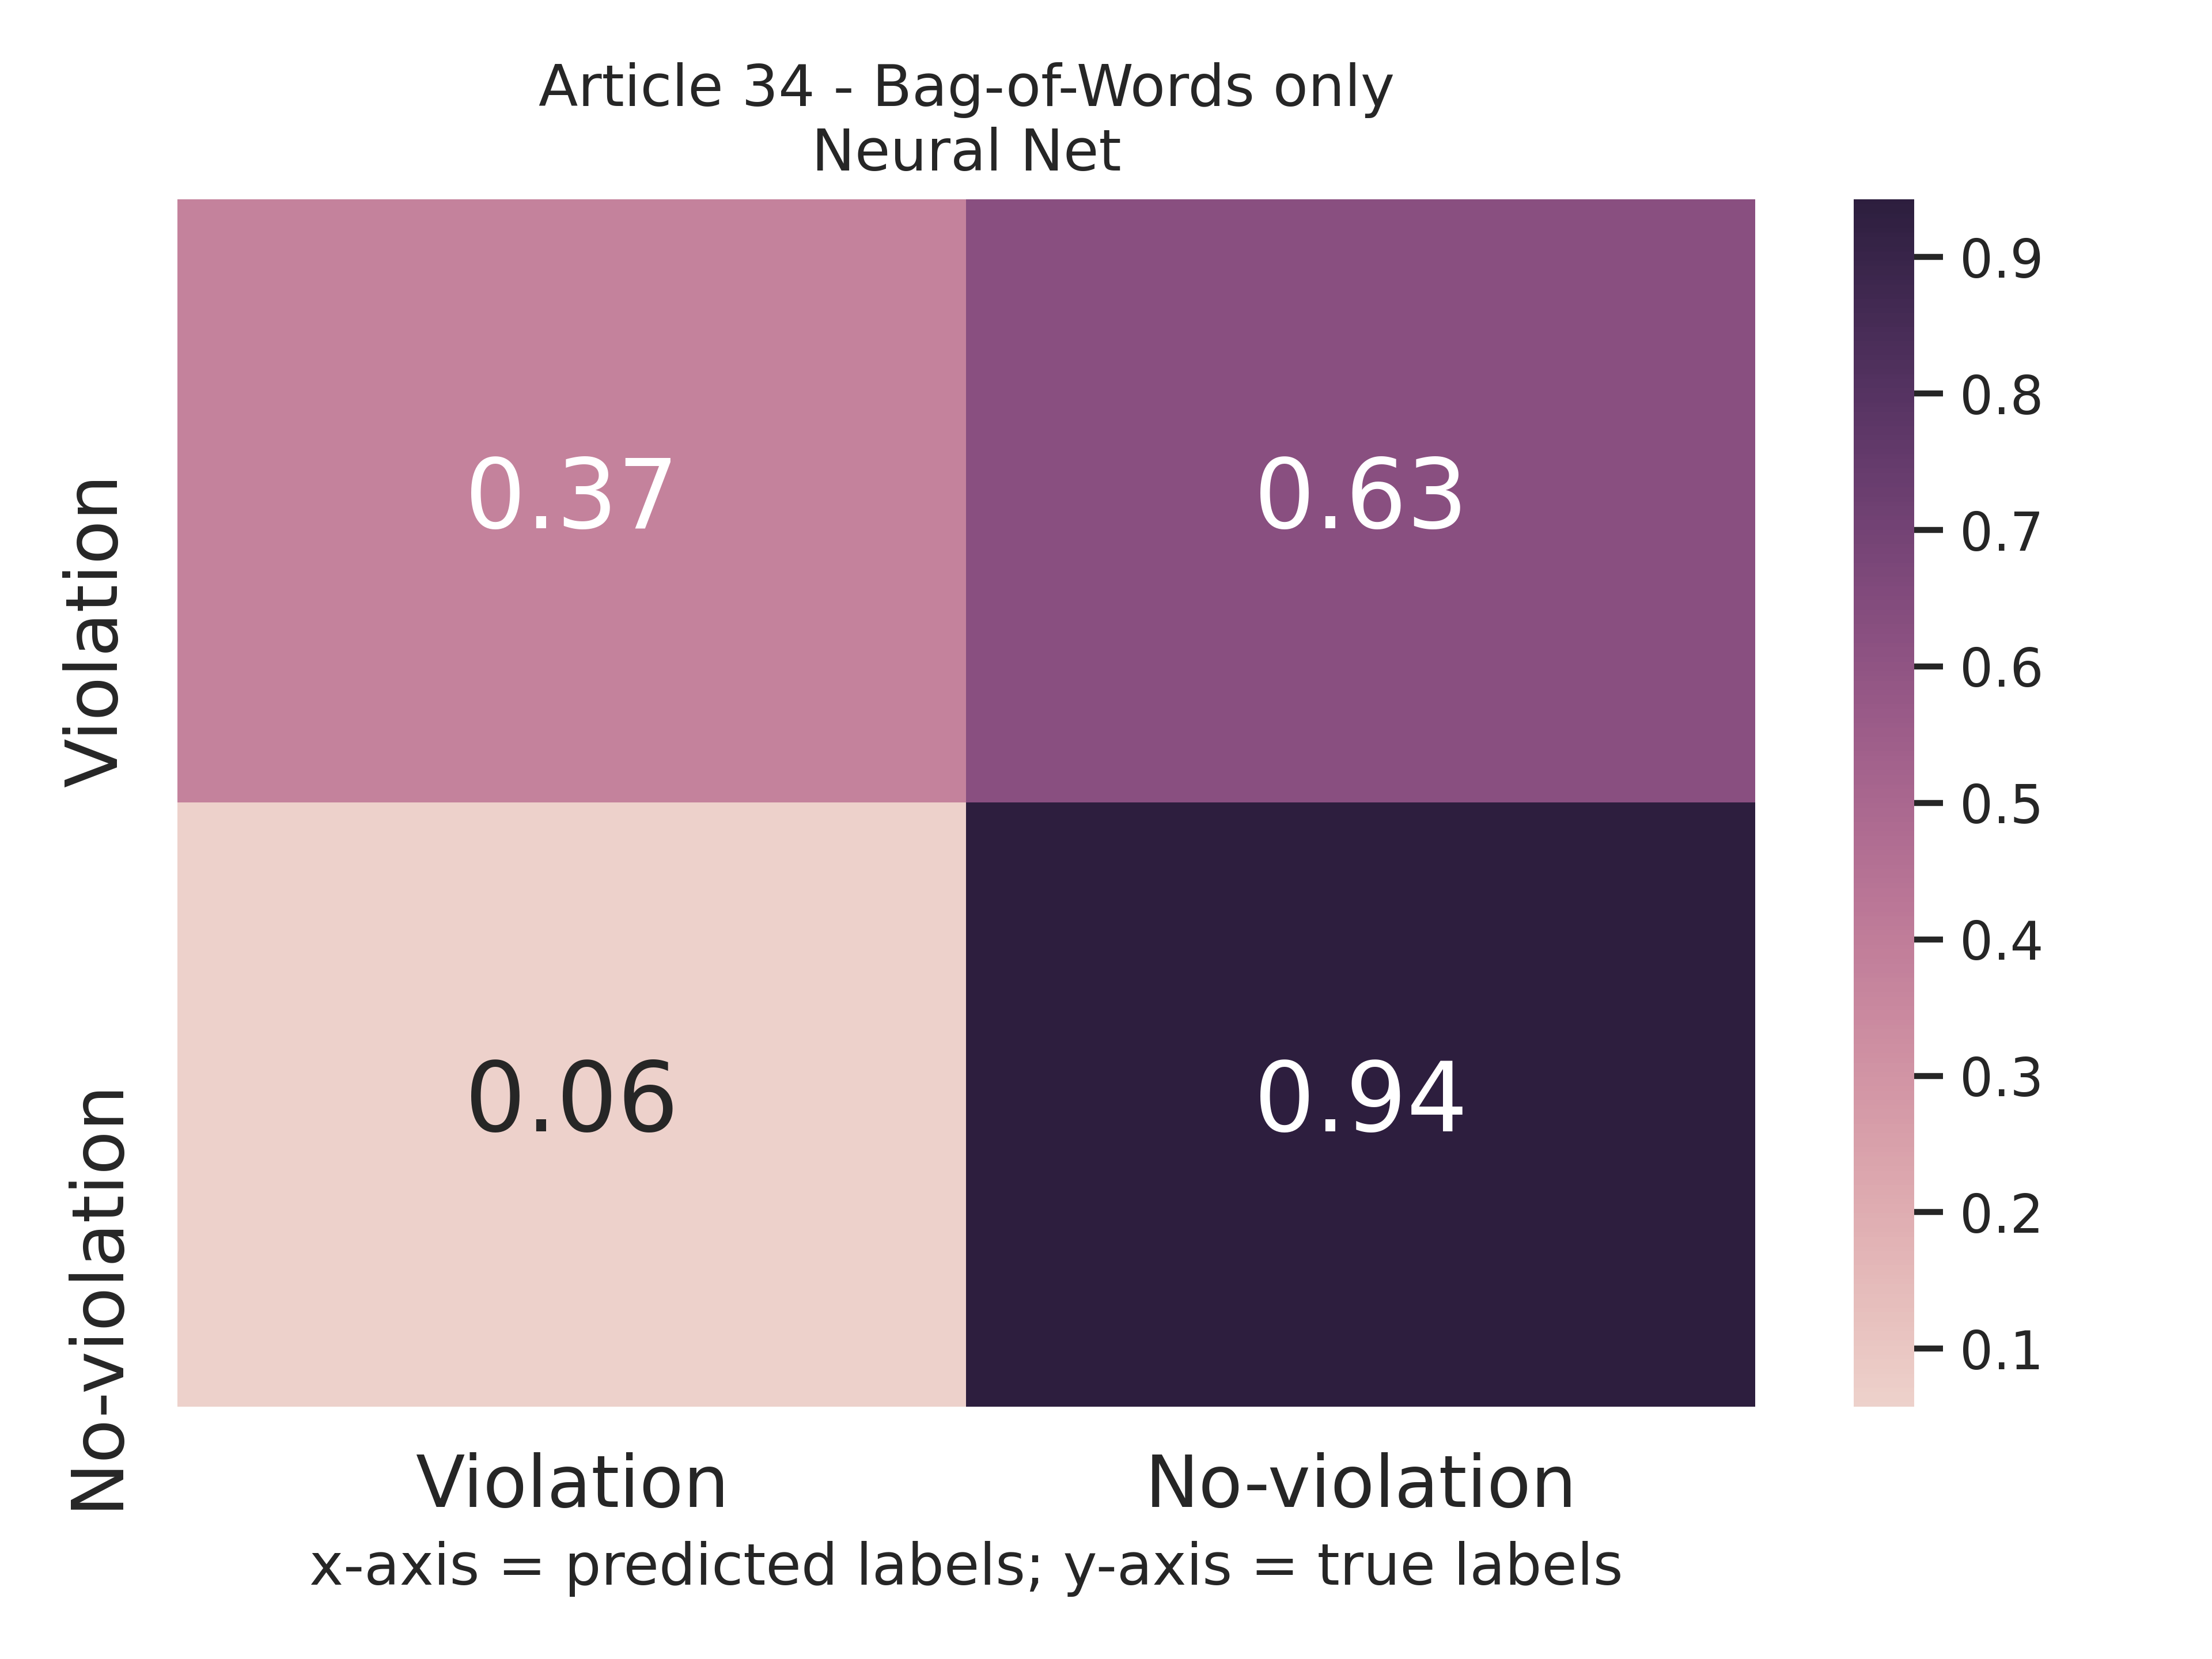 Article 34 - Bag-of-Words only
Neural Net
Violation
No-violation
0.37
0.63
0.06
0.94
0.9
0.8
0.7
0.6
0.5
0.4
0.3
0.2
0.1
Violation
No-violation
x-axis = predicted labels; y-axis = true labels